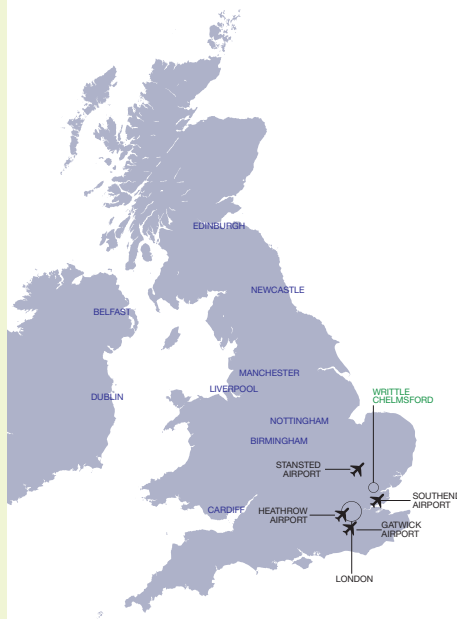 EDINBURGH
NEWCASTLE
BELFAST
MANCHESTER
LIVERPOOL
DUBLIN
WRITTLE
CHELMSFORD
NOTTINGHAM
BIRMINGHAM
STANSTED
AIRPORT
SOUTHEND
AIRPORT
CARDIFF
HEATHROW
AIRPORT
GATWICK
AIRPORT
LONDON